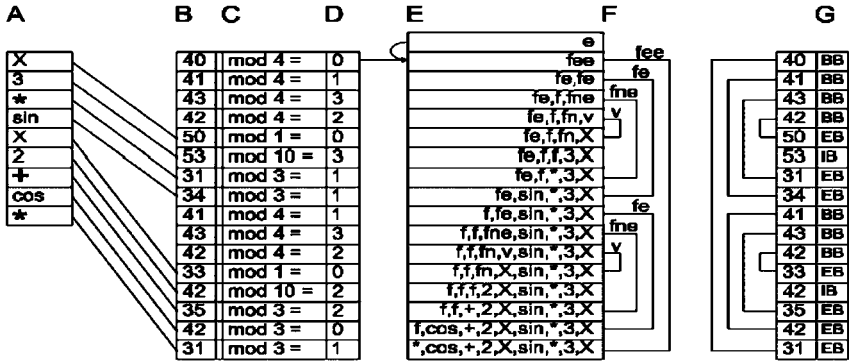 A B C D E F G
e
X 40 mod 4 = 0 fee fee 40 BB
3 41 mod 4 = 1 fe,fe fe 41 BB
* 43 mod 4 = 3 fe,f,fne fne 43 BB
sin 42 mod 4 = 2 fe,f,fn,v v 42 BB
X 50 mod 1 = 0 fe,f,fn,X 50 EB
2 53 mod 10 = 3 fe,f,f,3,X 53 IB
+ 31 mod 3 = 1 fe,f,*,3,X 31 EB
cos 34 mod 3 = 1 fe,sin,*,3,X 34 EB
* 41 mod 4 = 1 f,fe,sin,*,3,X fe 41 BB
43 mod 4 = 3 f,f,fne,sin,*,3,X fne 43 BB
42 mod 4 = 2 f,f,fn,v,sin,*,3,X v 42 BB
33 mod 1 = 0 f,f,fn,X,sin,*,3,X 33 EB
42 mod 10 = 2 f,f,f,2,X,sin,*,3,X 42 IB
35 mod 3 = 2 f,f,+,2,X,sin,*,3,X 35 EB
42 mod 3 = 0 f,cos,+,2,X,sin,*,3,X 42 EB
31 mod 3 = 1 *,cos,+,2,X,sin,*,3,X 31 EB